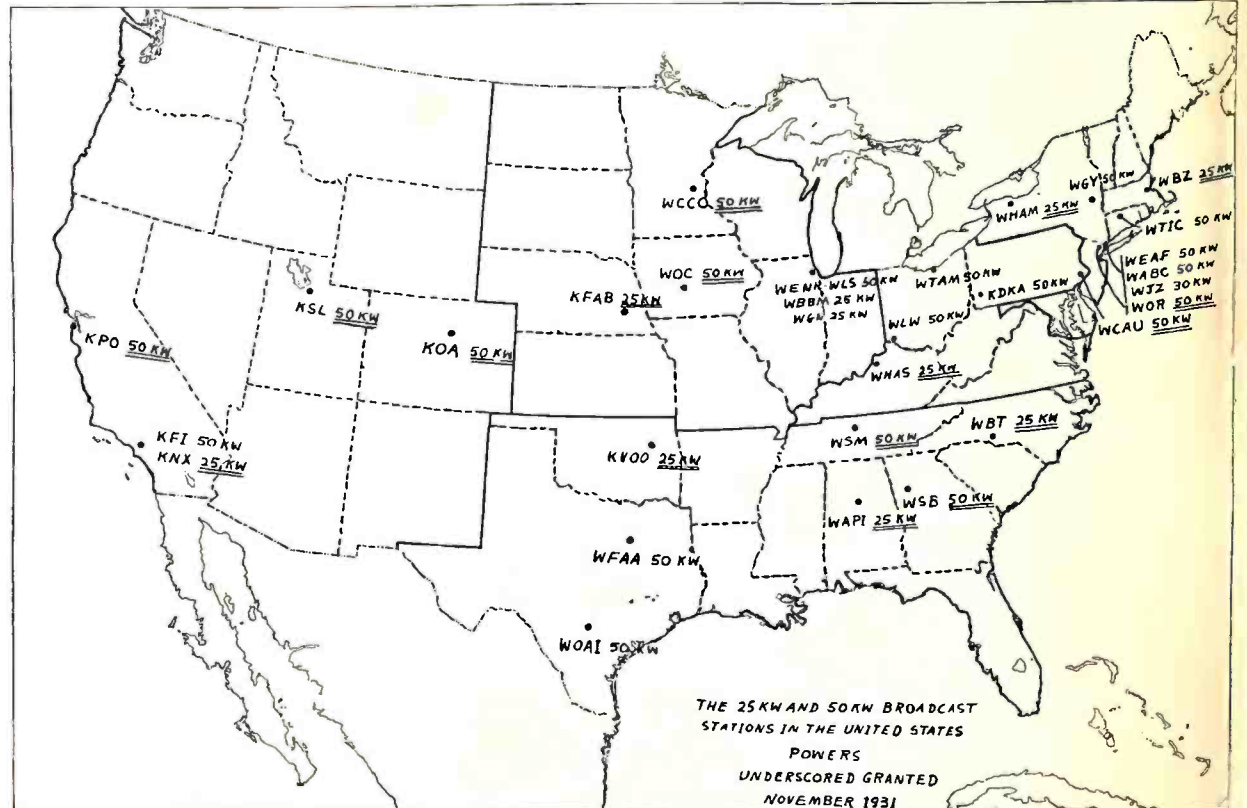 WGY 50 KW
WBZ 25 KW
WCCO 50 KW
WHAM 25 KW
WTIC 50 KW
WEAF 50 KW
WABC 50 KW
WJZ 30 KW
WOR 50 KW
WCAU 50 KW
WOC 50 KW
WENR-WLS 50 KW
WBBM 25 KW
WGN 25 KW
WTAM 50 KW
KDKA 50 KW
KFAB 25 KW
KSL 50 KW
WLW 50 KW
KPO 50 KW
KOA 50 KW
WHAS 25 KW
KFI 50 KW
KNX 25 KW
KVOO 25 KW
WSM 50 KW
WBT 25 KW
WSB 50 KW
WAPI 25 KW
WFAA 50 KW
WOAI 50 KW
THE 25 KW AND 50 KW BROADCAST
STATIONS IN THE UNITED STATES
POWERS
UNDERSCORED GRANTED
NOVEMBER 1931